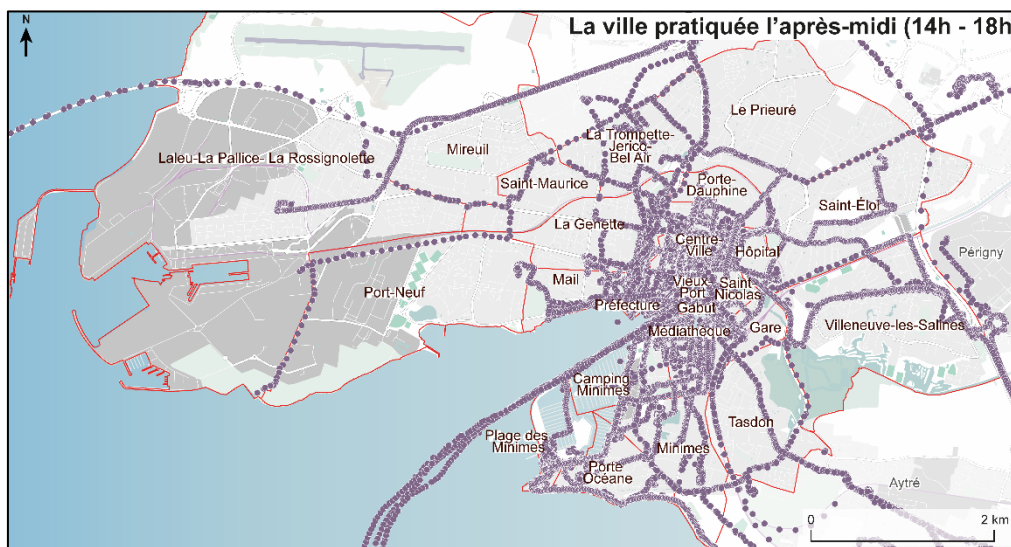 La ville pratiquée l'après-midi (14h - 18h
N
Le Prieuré
La Trompette-
Jérico-
Bel Air
Mireuil
Laleu-La Pallice- La Rossignolette
Saint-Maurice
Porte-
Dauphine
Saint-Éloi
La Genette
Centre-
Ville
Hôpital
Périgny
Mail
Vieux-
Port
Saint
Nicolas
Port-Neuf
Préfecture
Gabut
Médiathèque
Gare
Villeneuve-les-Salines
Camping
Minimes
Tasdon
Plage des
Minimes
Minimes
Porte
Océane
Aytré
0
2 km